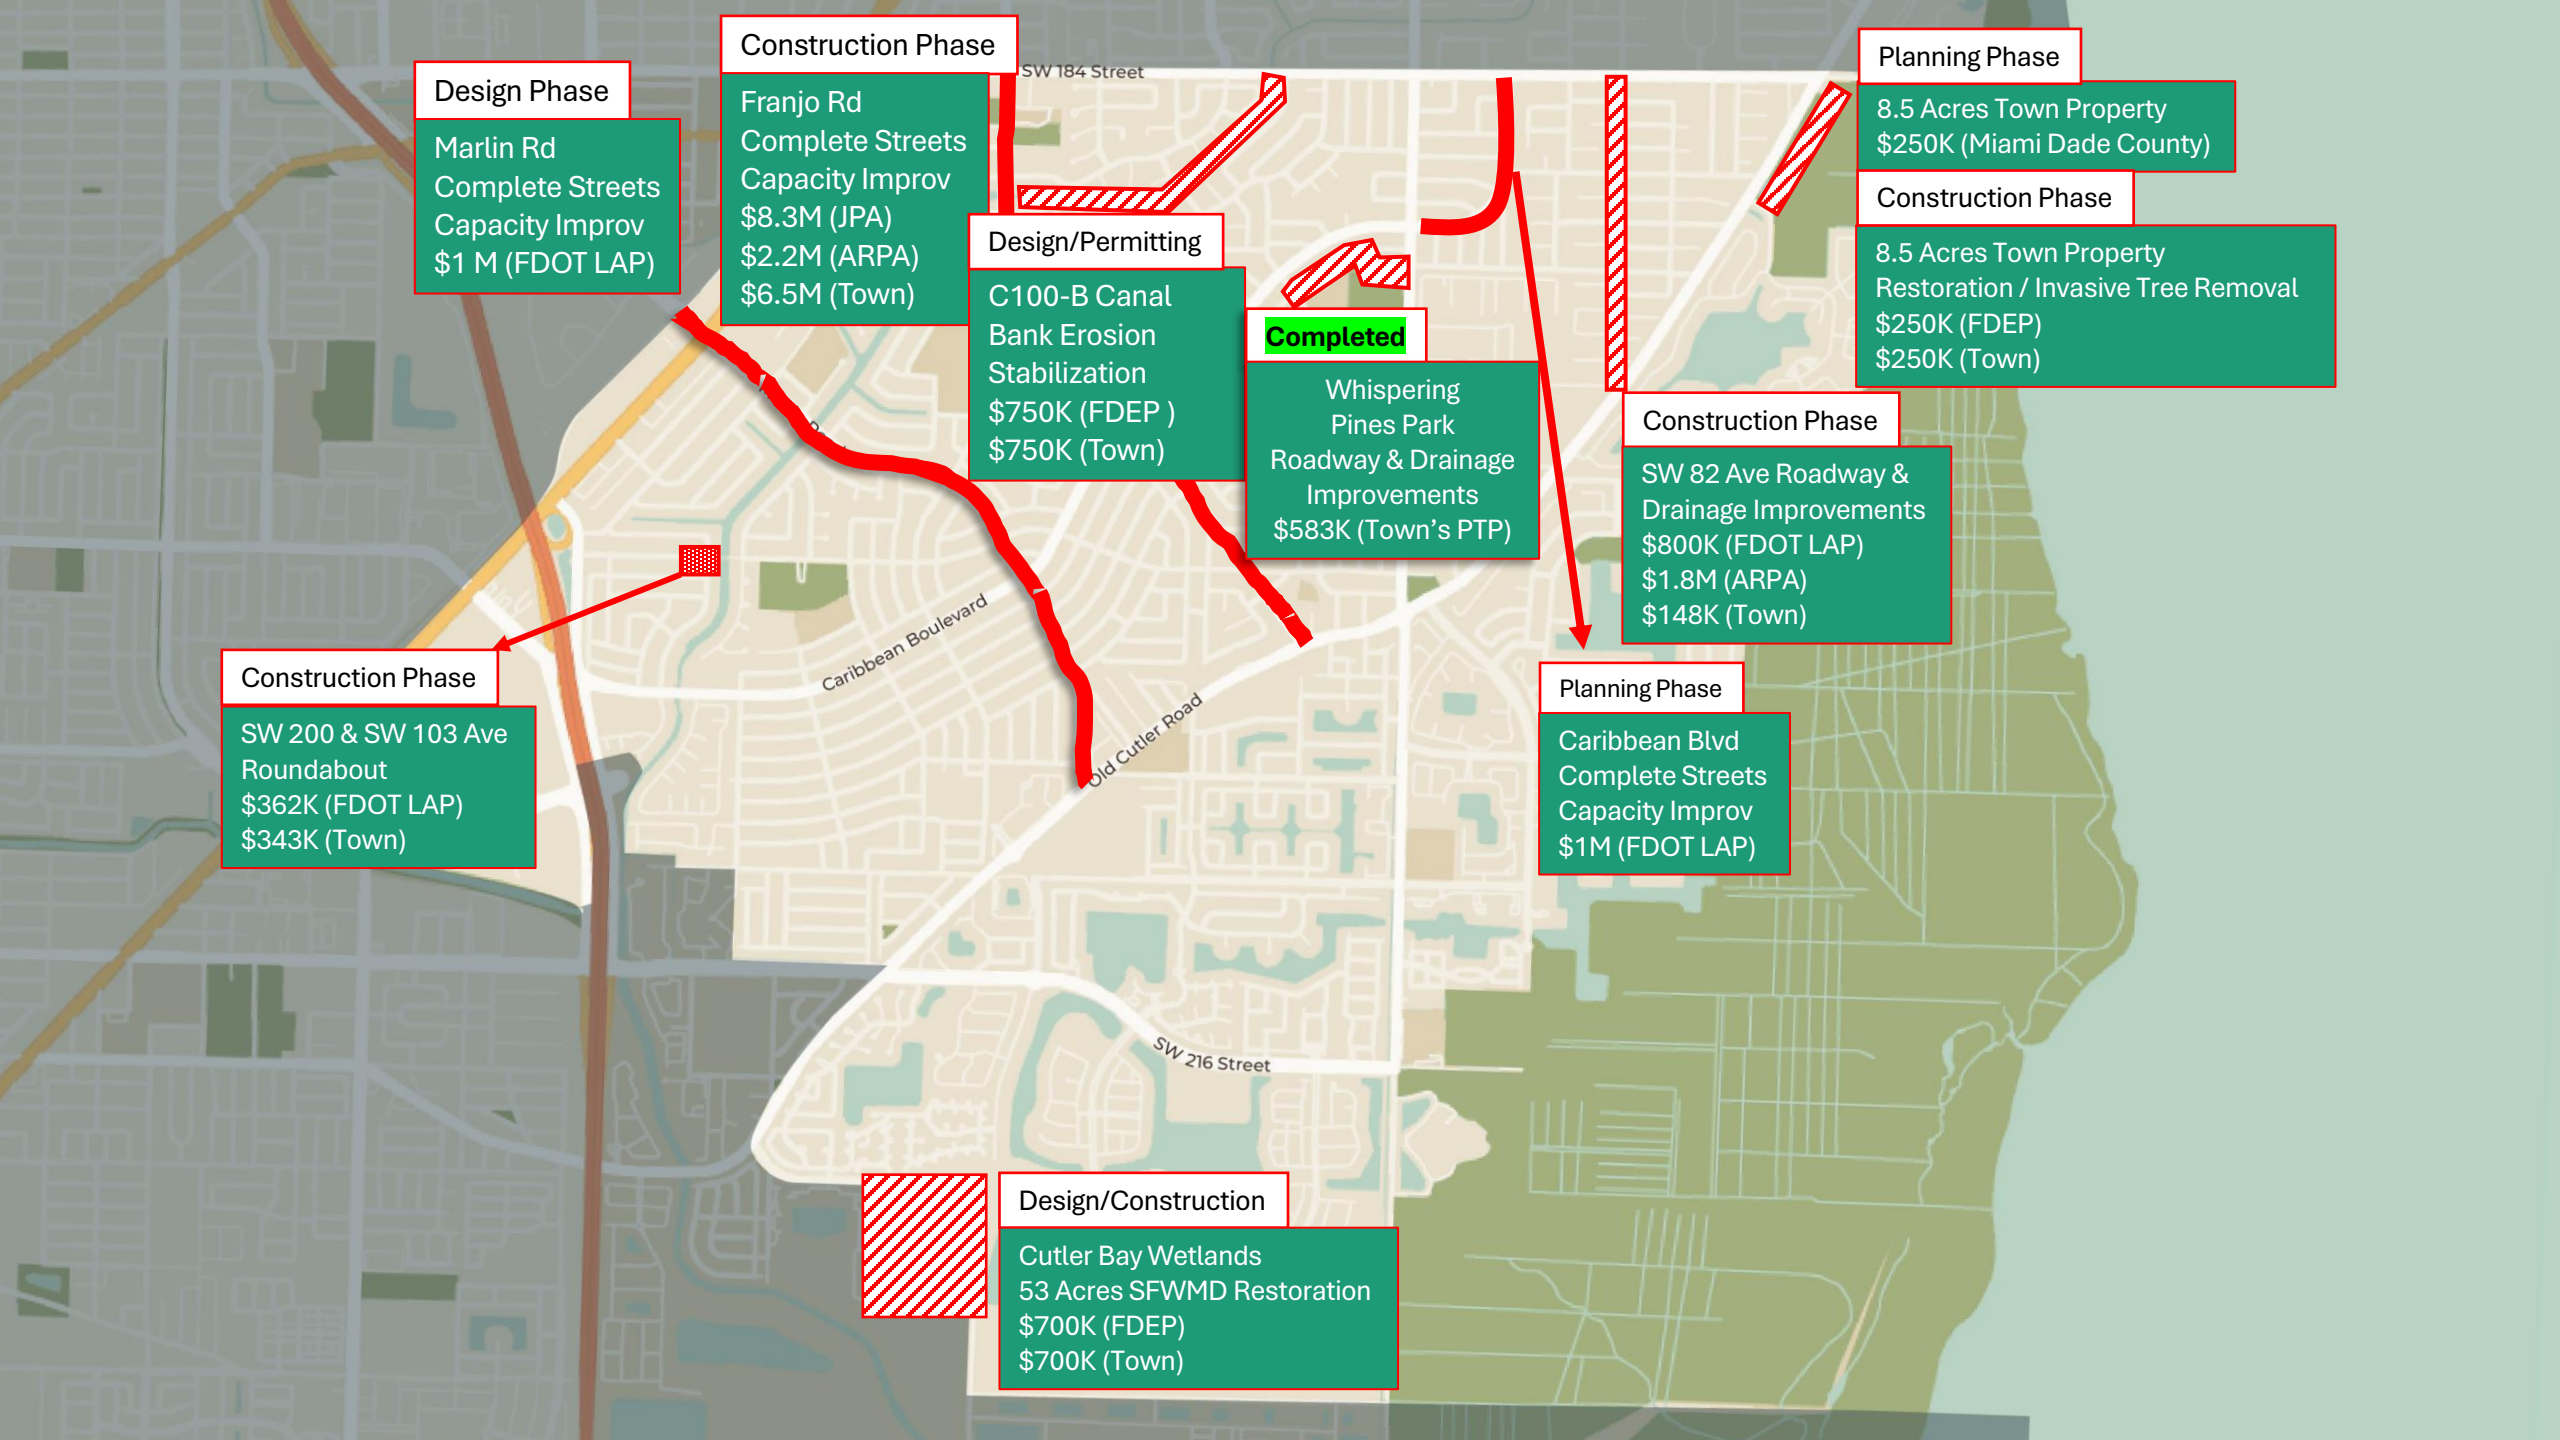 Design Phase
Marlin Rd
Complete Streets
Capacity Improv
$1 M (FDOT LAP)
Construction Phase
Franjo Rd
Complete Streets
Capacity Improv
$8.3M (JPA)
$2.2M (ARPA)
$6.5M (Town)
SW 184 Street
Design/Permitting
C100-B Canal
Bank Erosion
Stabilization
$750K (FDEP )
$750K (Town)
Completed
Whispering
Pines Park
Roadway & Drainage
Improvements
$583K (Town's PTP)
Planning Phase
8.5 Acres Town Property
$250K (Miami Dade County)
Construction Phase
8.5 Acres Town Property
Restoration / Invasive Tree Removal
$250K (FDEP)
$250K (Town)
Construction Phase
SW 82 Ave Roadway &
Drainage Improvements
$800K (FDOT LAP)
$1.8M (ARPA)
$148K (Town)
Planning Phase
Caribbean Blvd
Complete Streets
Capacity Improv
$1M (FDOT LAP)
Construction Phase
SW 200 & SW 103 Ave
Roundabout
$362K (FDOT LAP)
$343K (Town)
Caribbean Boulevard
Old Cutler Road
SW 216 Street
Design/Construction
Cutler Bay Wetlands
53 Acres SFWMD Restoration
$700K (FDEP)
$700K (Town)